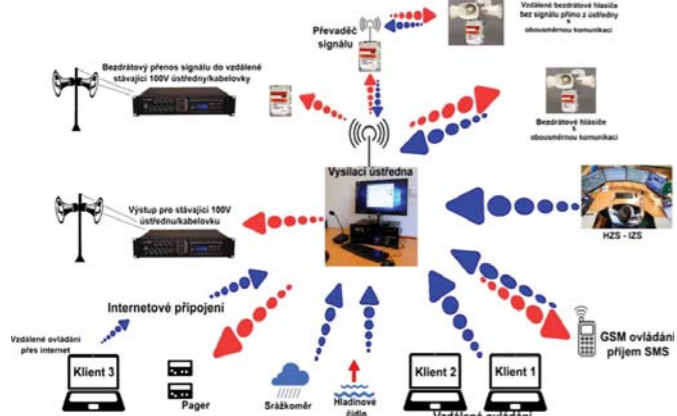 Převaděč
signálu
Vzdálené bezdrátové hlásiče
bez signálu přímo z ústředny
s
obousměrnou komunikací
Bezdrátový přenos signálu do vzdálené
stávající 100V ústředny/kabelovky
Bezdrátové hlásiče
s
obousměrnou komunikací
Vysílací ústředna
Výstup pro stávající 100V
ústřednu/kabelovku
HZS - IZS
Internetové připojení
Vzdálené ovládání
přes internet
GSM ovládání
příjem SMS
Klient 3
Pager
Srážkoměr
Hladinové
čidlo
Klient 2
Klient 1
Vzdálené ovládání